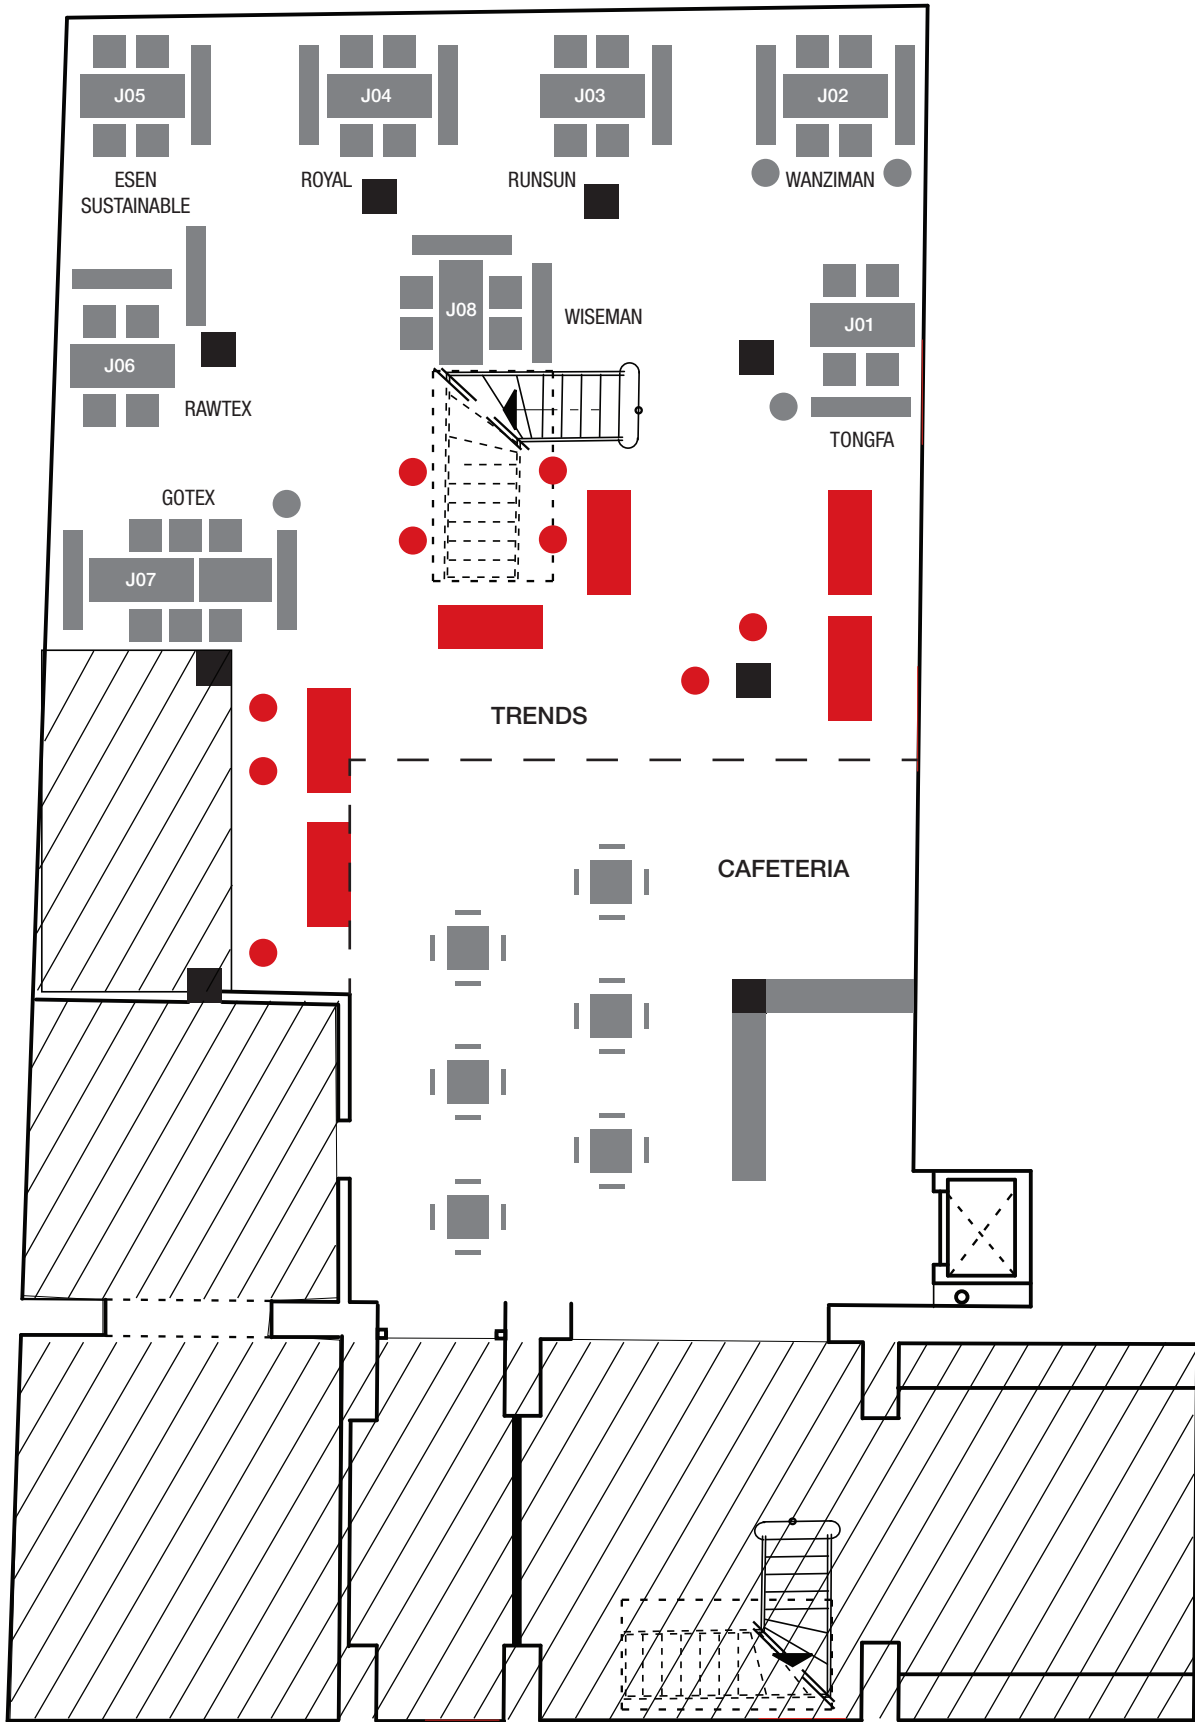 J05
J04
J03
J02
ESEN
SUSTAINABLE
ROYAL
RUNSUN
WANZIMAN
J08
WISEMAN
J01
TONGFA
J06
RAWTEX
GOTEX
J07
TRENDS
CAFETERIA